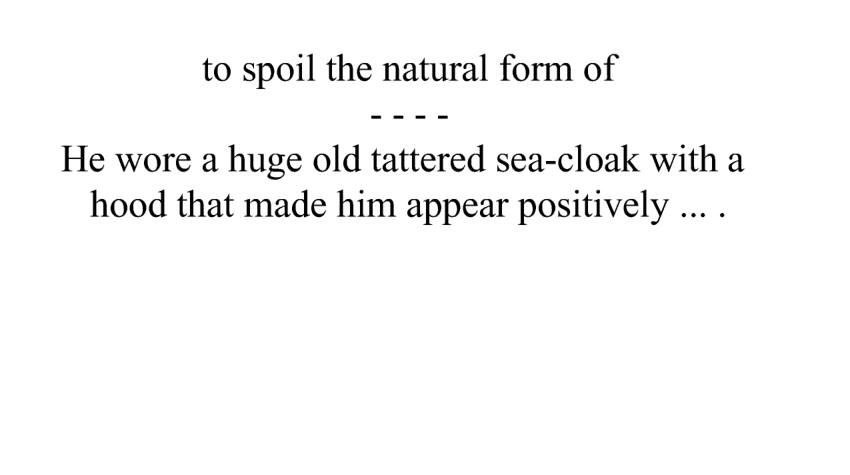 to spoil the natural form of
- - - -
He wore a huge old tattered sea-cloak with a
hood that made him appear positively ... .